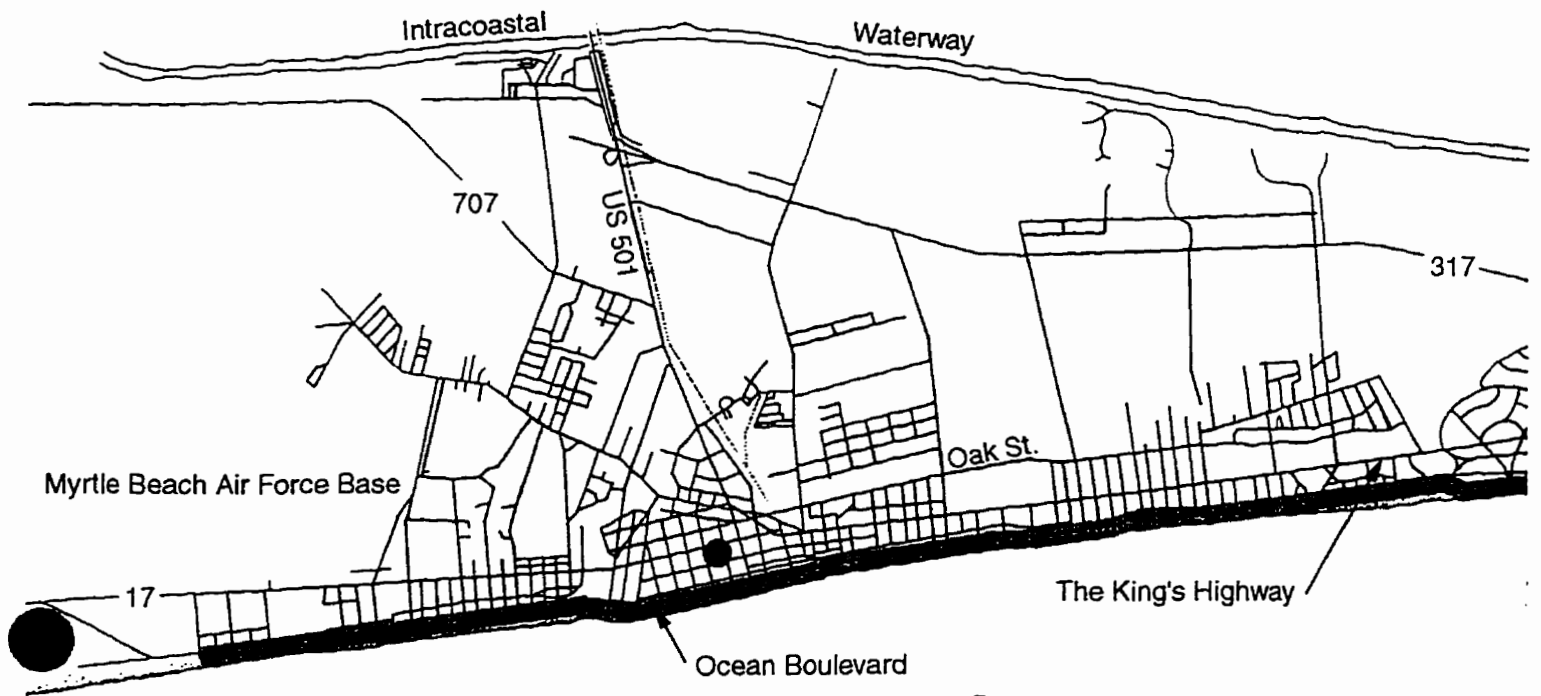 Intracoastal
Waterway
707
US 501
317
Oak St.
Myrtle Beach Air Force Base
17
The King's Highway
Ocean Boulevard